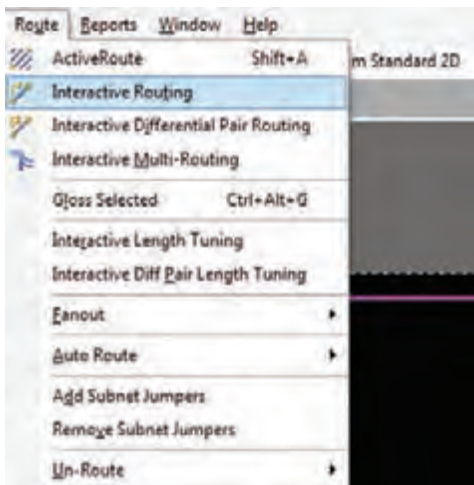 Route Reports Window Help
ActiveRoute Shift+A
m Standard 2D
Interactive Routing
Interactive Differential Pair Routing
Interactive Multi-Routing
Gloss Selected Ctrl+Alt+G
Interactive Length Tuning
Interactive Diff Pair Length Tuning
Fanout
Auto Route
Add Subnet Jumpers
Remove Subnet Jumpers
Un-Route